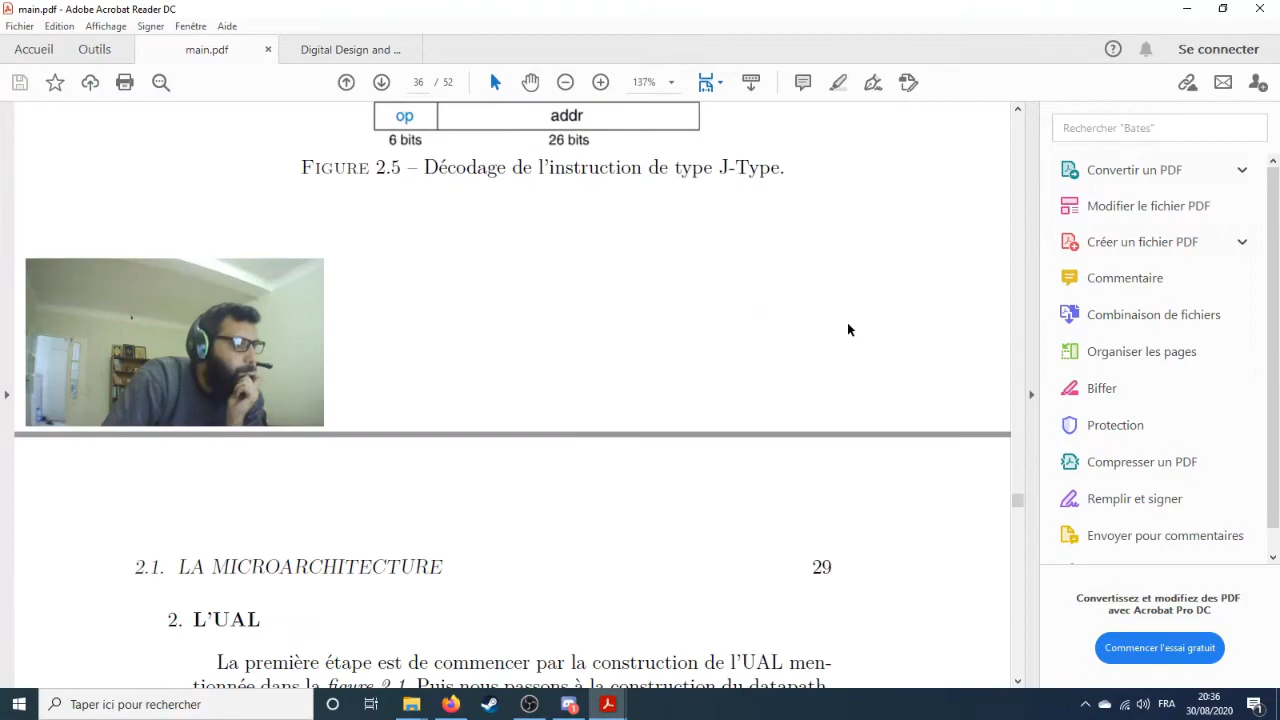 main.pdf - Adobe Acrobat Reader DC
Fichier Edition Affichage Signer Fenêtre Aide
Accueil Outils main.pdf × Digital Design and ... Se connecter
36 / 52 137%
op addr
6 bits 26 bits
FIGURE 2.5 – Décodage de l'instruction de type J-Type.
2.1. LA MICROARCHITECTURE 29
2. L'UAL
La première étape est de commencer par la construction de l'UAL men-
tionnée dans la figure 2.1. Puis nous passons à la construction du datapath
Rechercher "Bates"
Convertir un PDF
Modifier le fichier PDF
Créer un fichier PDF
Commentaire
Combinaison de fichiers
Organiser les pages
Biffer
Protection
Compresser un PDF
Remplir et signer
Envoyer pour commentaires
Convertissez et modifiez des PDF
avec Acrobat Pro DC
Commencer l'essai gratuit
Taper ici pour rechercher
FRA
20:36
30/08/2020